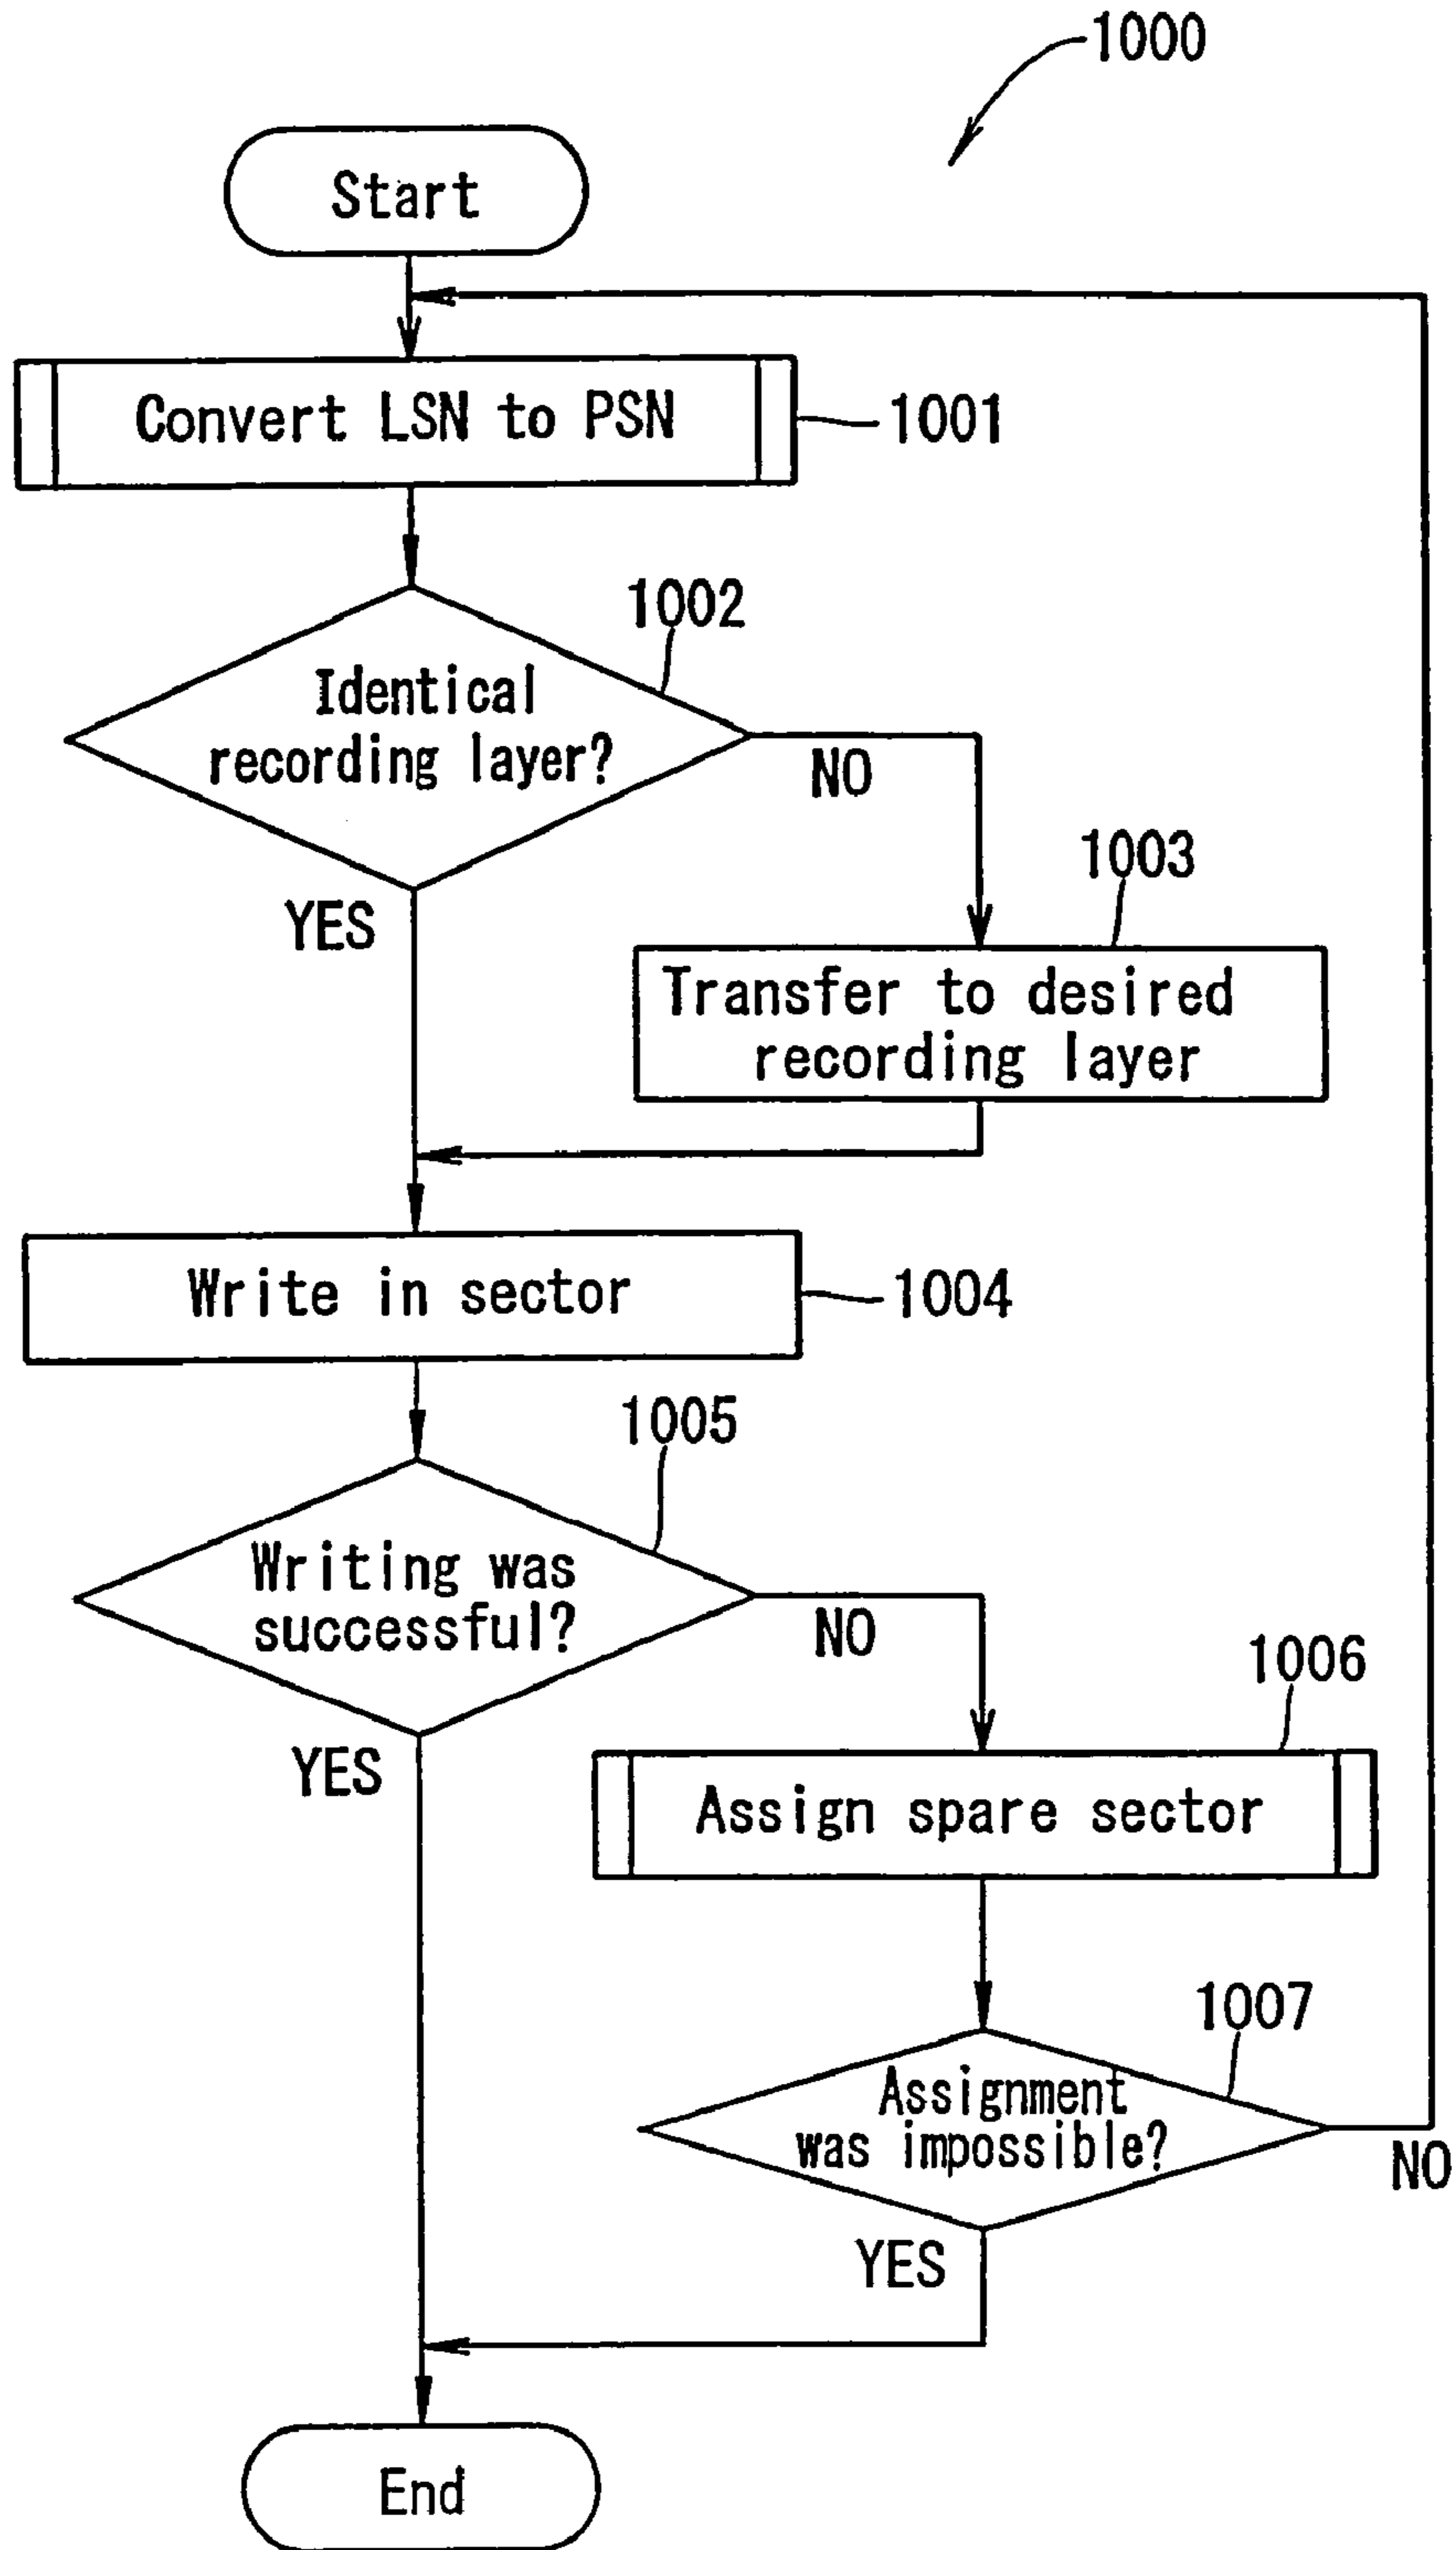 1000
Start
Convert LSN to PSN
1001
1002
Identical
recording layer?
NO
YES
1003
Transfer to desired
recording layer
Write in sector
1004
1005
Writing was
successful?
NO
YES
1006
Assign spare sector
1007
Assignment
was impossible?
NO
YES
End